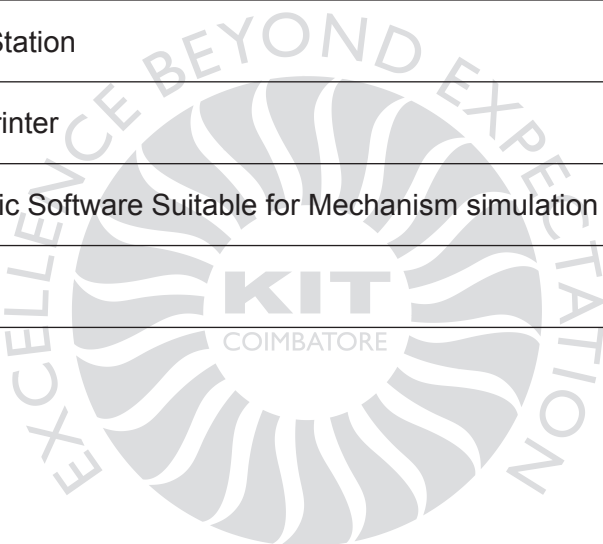 Station
rinter
ic Software Suitable for Mechanism simulation
EXCELLENCE BEYOND EXPECTATION
KIT
COIMBATORE